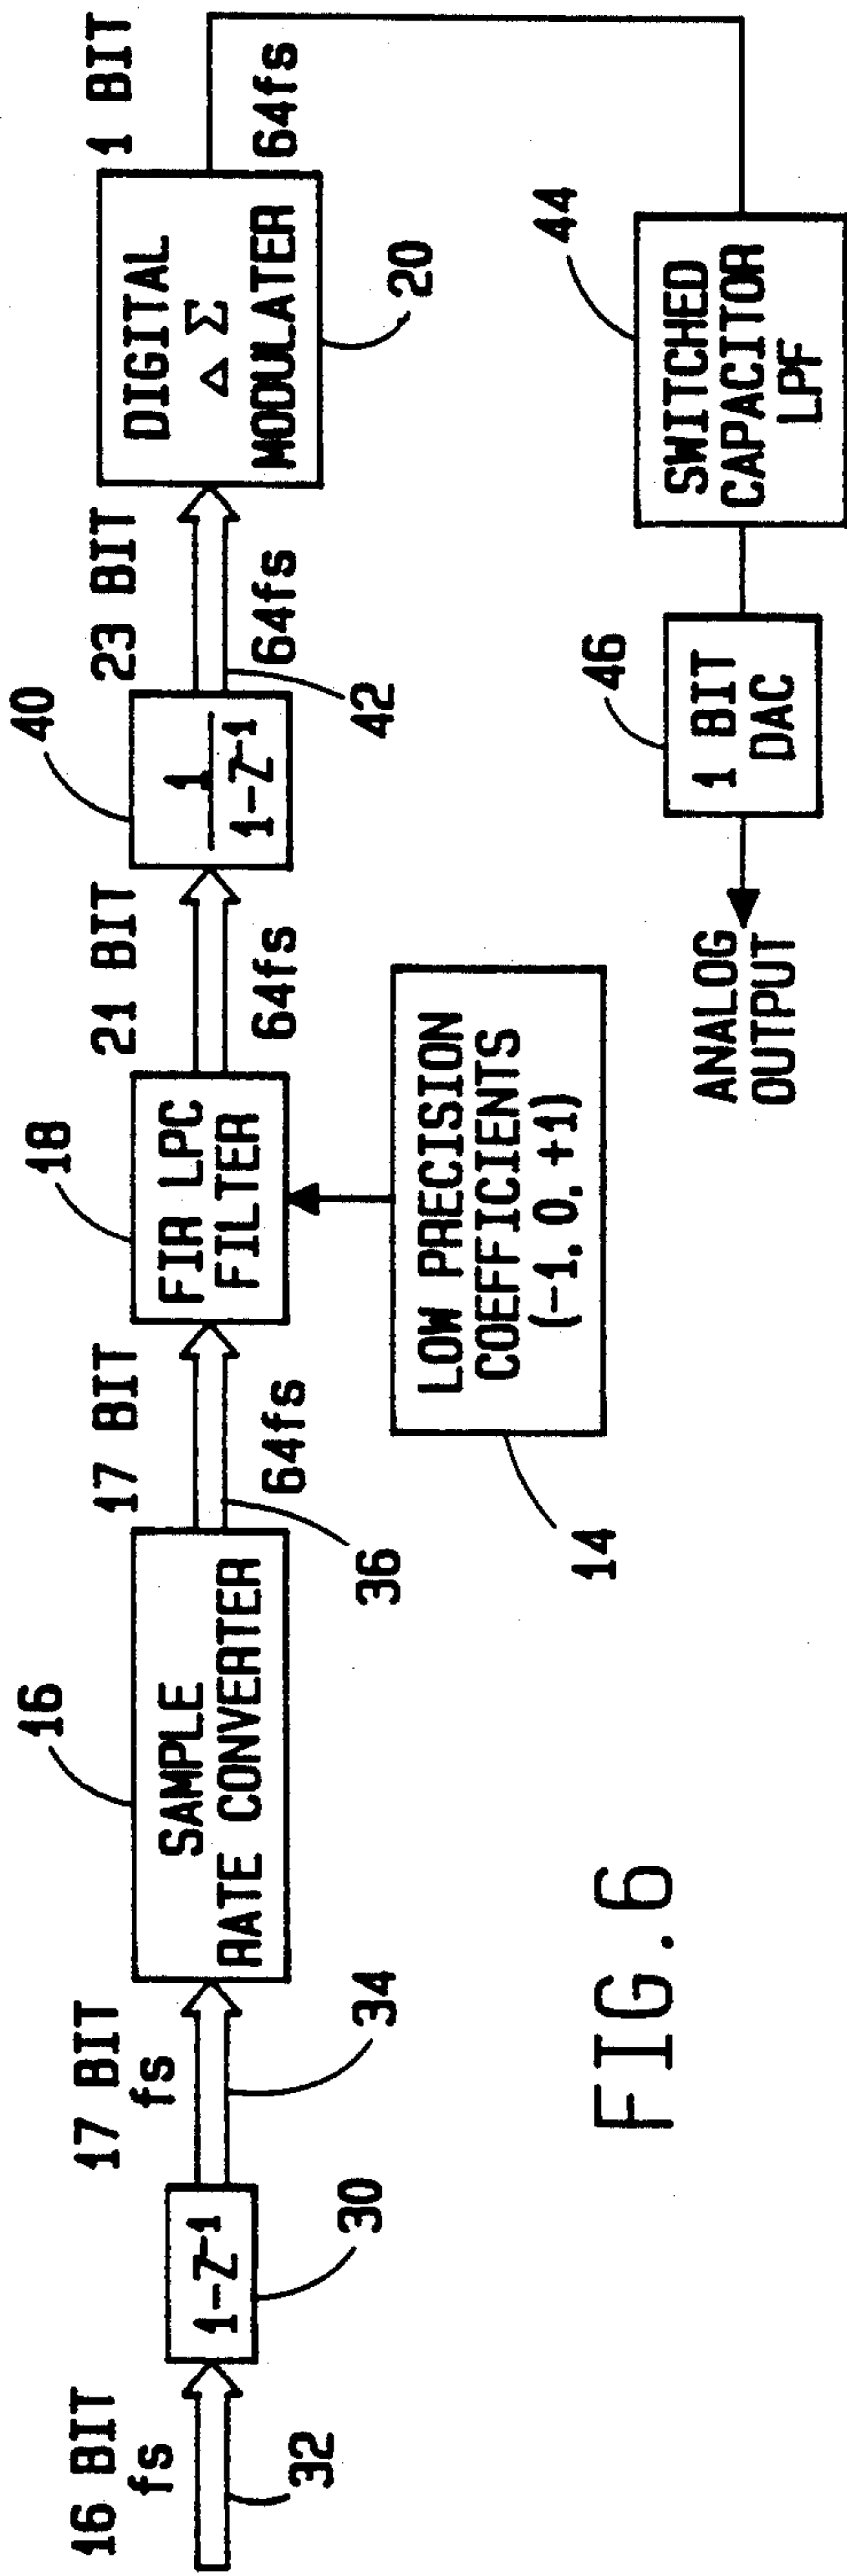 16 BIT
fs
32
1-Z-1
30
17 BIT
fs
34
16
SAMPLE
RATE CONVERTER
17 BIT
64fs
36
18
FIR LPC
FILTER
LOW PRECISION
COEFFICIENTS
(-1, 0, +1)
14
21 BIT
64fs
40
1
1-Z-1
23 BIT
64fs
42
DIGITAL
Δ Σ
MODULATER
20
1 BIT
64fs
44
SWITCHED
CAPACITOR
LPF
46
1 BIT
DAC
ANALOG
OUTPUT
FIG.6